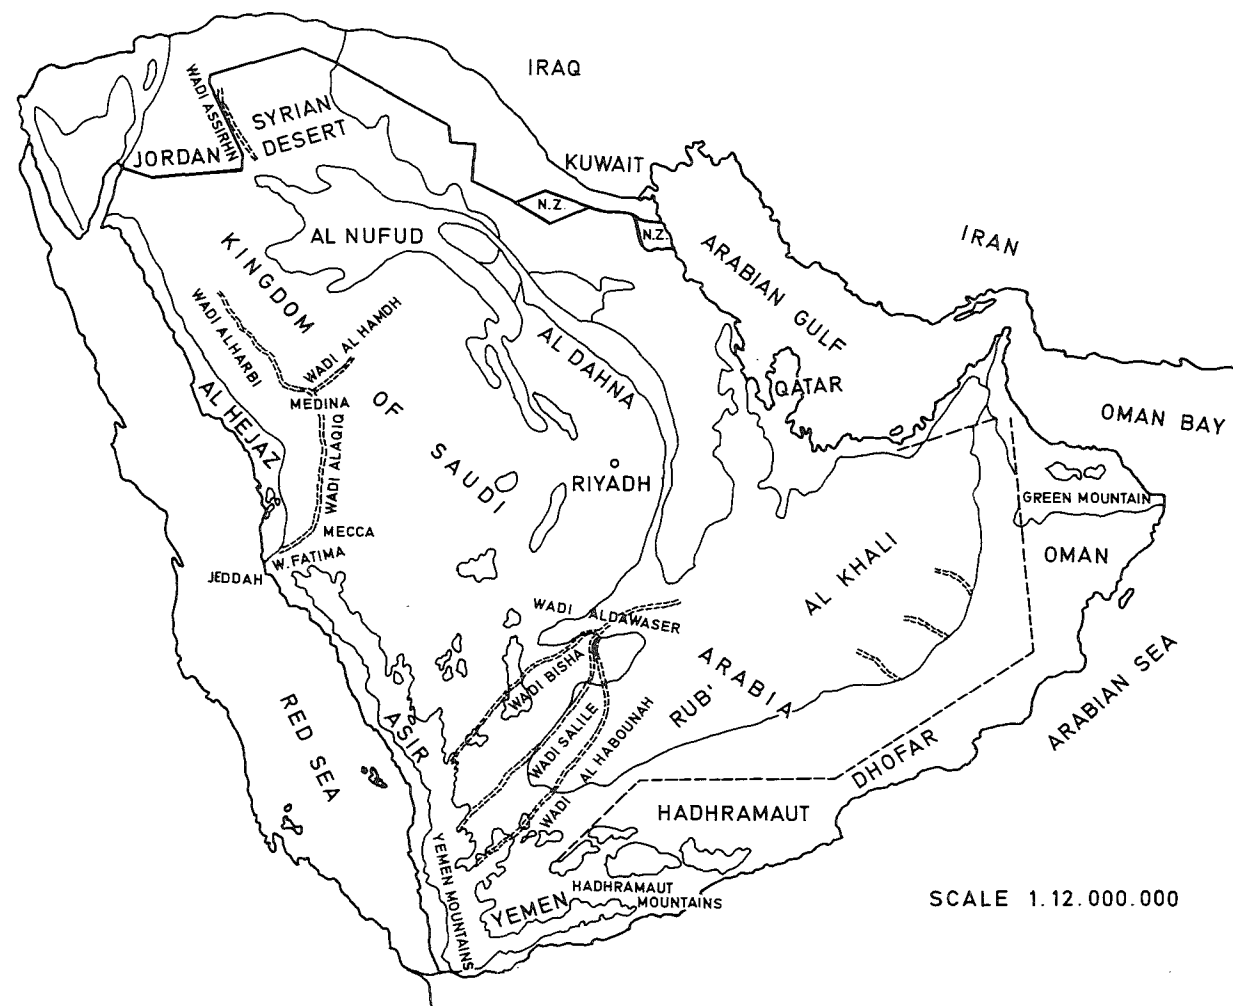 IRAQ
WADI ASSIRHN
SYRIAN
DESERT
JORDAN
KUWAIT
N.Z.
N.Z.
IRAN
AL NUFUD
ARABIAN GULF
KINGDOM
WADI ALHARBI
WADI AL HAMDH
AL DAHNA
QATAR
AL HEJAZ
MEDINA
OF
OMAN BAY
WADI ALAQIQ
SAUDI
RIYADH
GREEN MOUNTAIN
MECCA
W. FATIMA
JEDDAH
OMAN
AL KHALI
WADI ALDAWASER
ARABIA
WADI BISHA
RUB'
ARABIAN SEA
RED SEA
ASIR
WADI SALILE
WADI AL HABOUNAH
DHOFAR
HADHRAMAUT
YEMEN MOUNTAINS
YEMEN
HADHRAMAUT
MOUNTAINS
SCALE 1.12.000.000